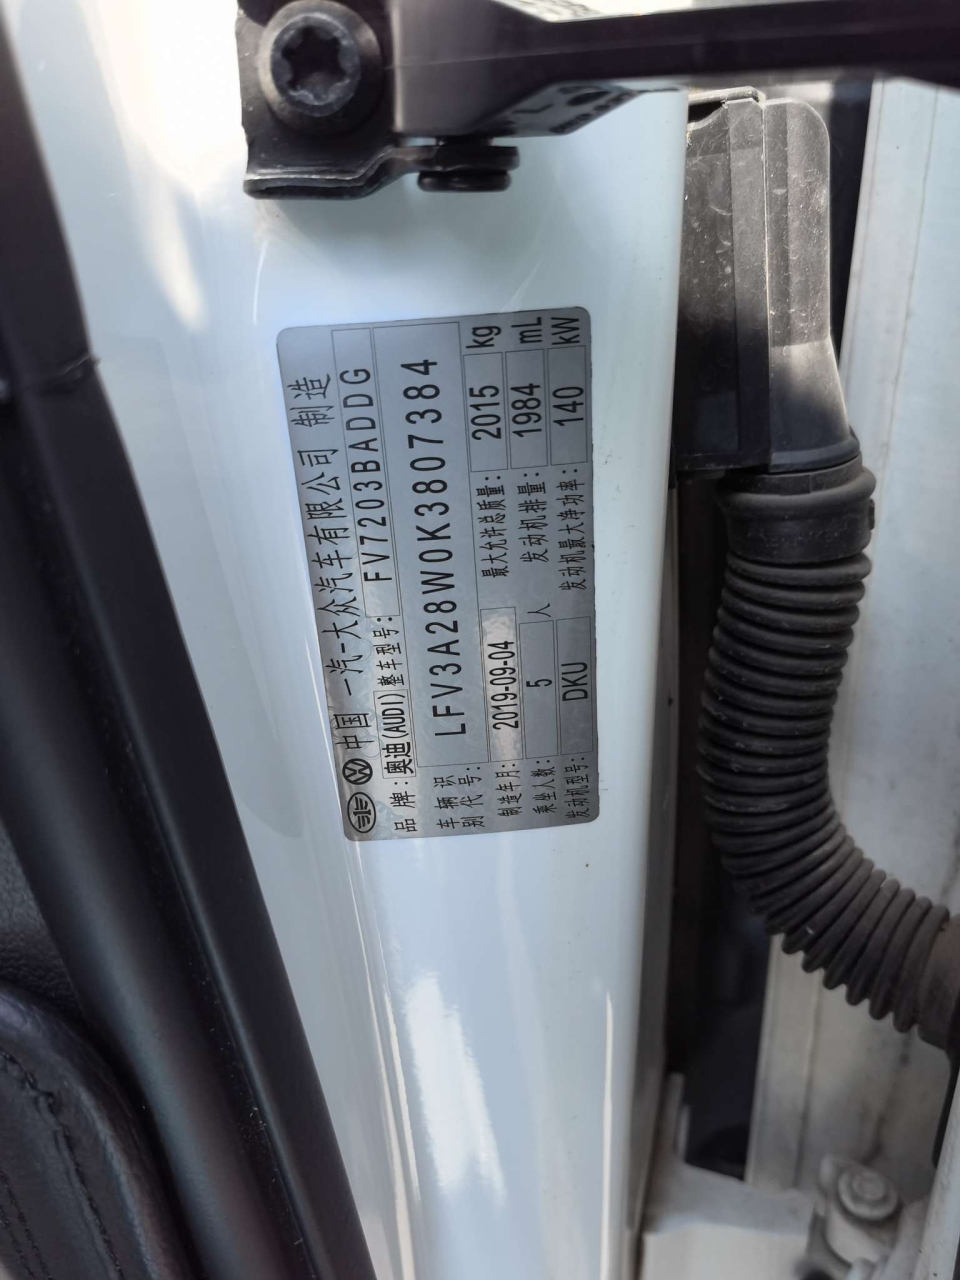 中国一汽-大众汽车有限公司 制造
品牌: 奥迪(AUDI) 整车型号: FV7203BADDG
车辆识别代号: LFV3A28W0K3807384
制造年月: 2019-09-04 最大允许总质量: 2015 kg
乘坐人数: 5 人 发动机排量: 1984 mL
发动机型号: DKU 发动机最大净功率: 140 kW